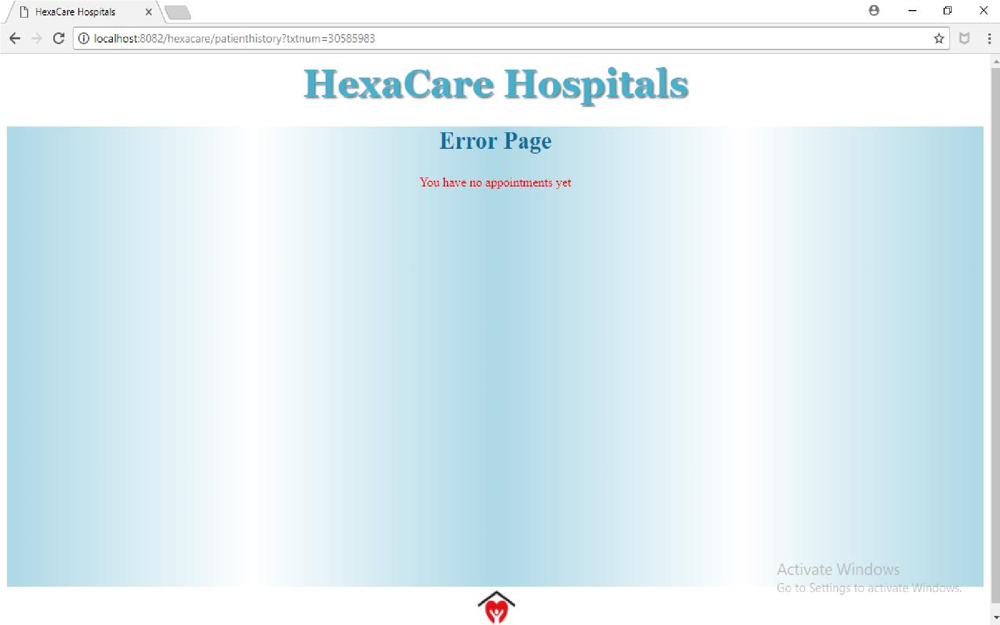 HexaCare Hospitals
localhost:8082/hexacare/patienthistory?txtnum=30585983
HexaCare Hospitals
Error Page
You have no appointments yet
Activate Windows
Go to Settings to activate Windows.